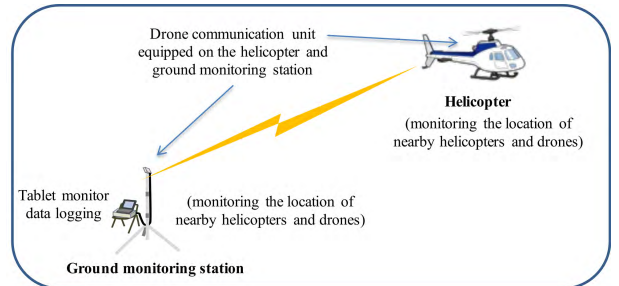 Drone communication unit
equipped on the helicopter and
ground monitoring station
Helicopter
(monitoring the location of
nearby helicopters and drones)
Tablet monitor
data logging
(monitoring the location of
nearby helicopters and drones)
Ground monitoring station